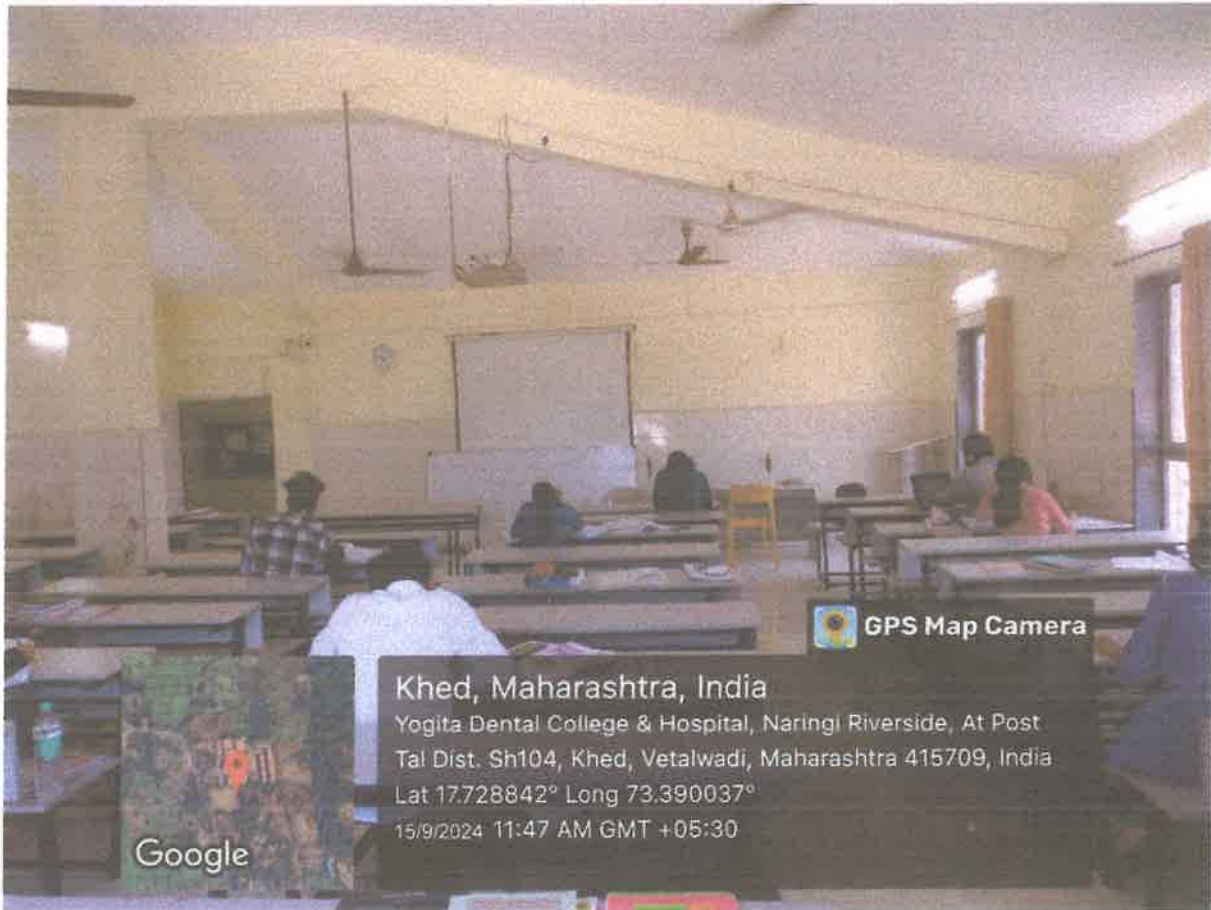 GPS Map Camera
Khed, Maharashtra, India
Yogita Dental College & Hospital, Naringi Riverside, At Post
Tal Dist. Sh104, Khed, Vetalwadi, Maharashtra 415709, India
Lat 17.728842° Long 73.390037°
15/9/2024 11:47 AM GMT +05:30
Google